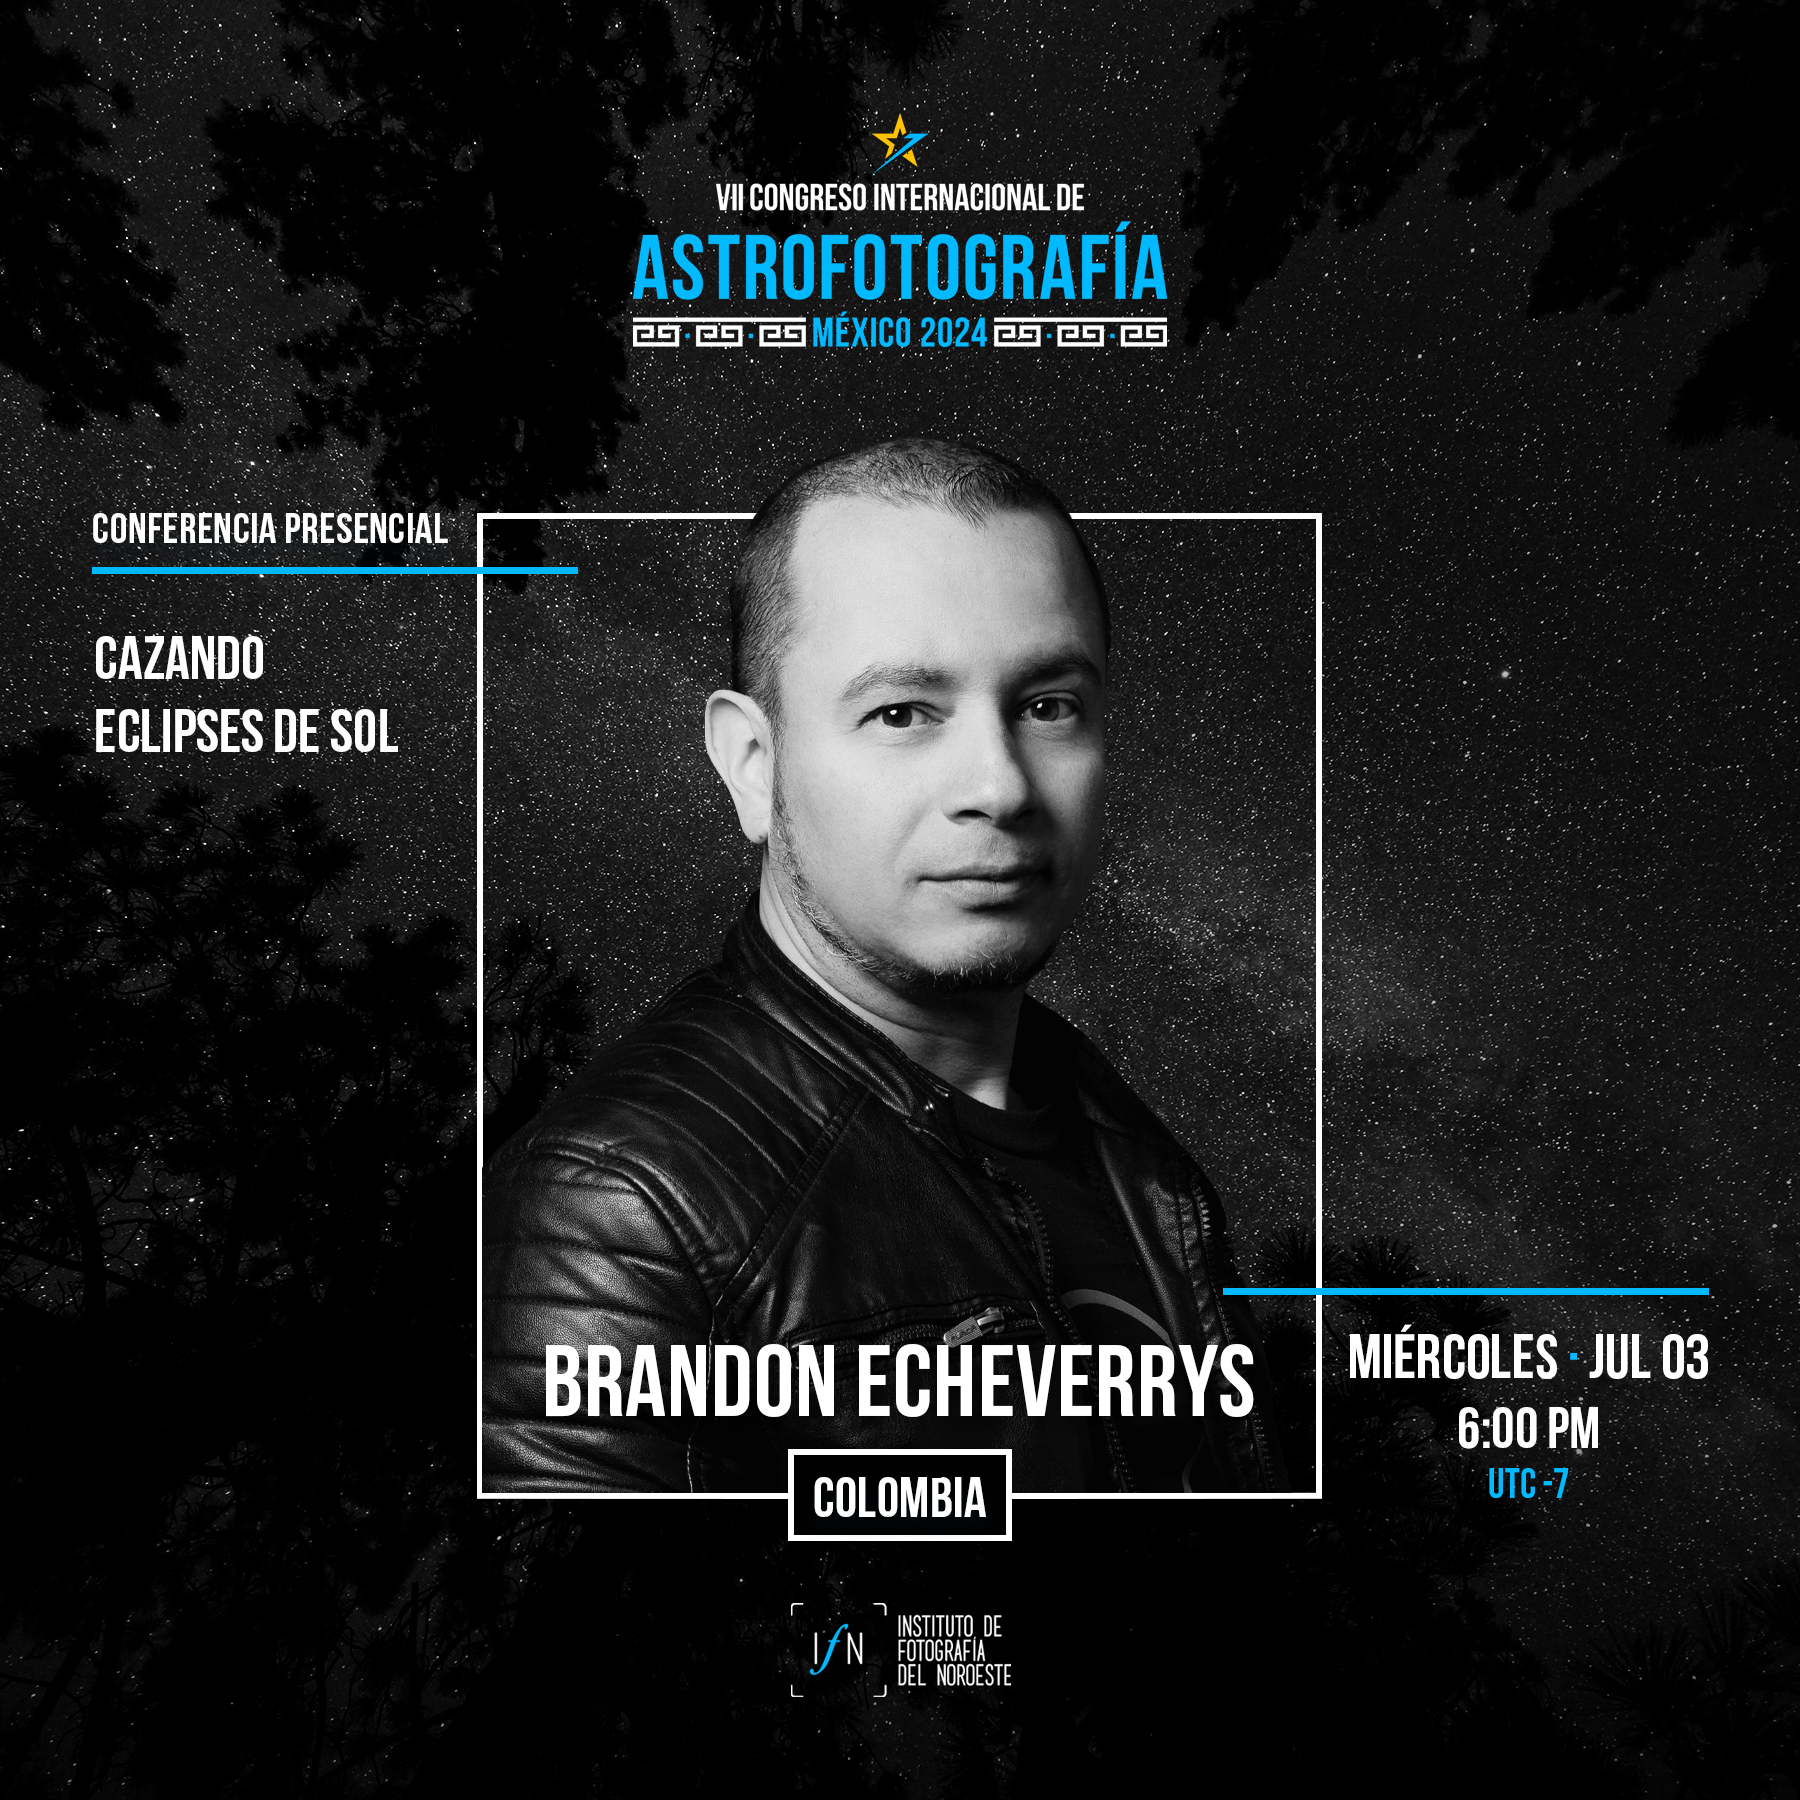 VII CONGRESO INTERNACIONAL DE
ASTROFOTOGRAFÍA
MÉXICO 2024
CONFERENCIA PRESENCIAL
CAZANDO
ECLIPSES DE SOL
BRANDON ECHEVERRYS
COLOMBIA
MIÉRCOLES · JUL 03
6:00 PM
UTC -7
IfN
INSTITUTO DE
FOTOGRAFÍA
DEL NOROESTE